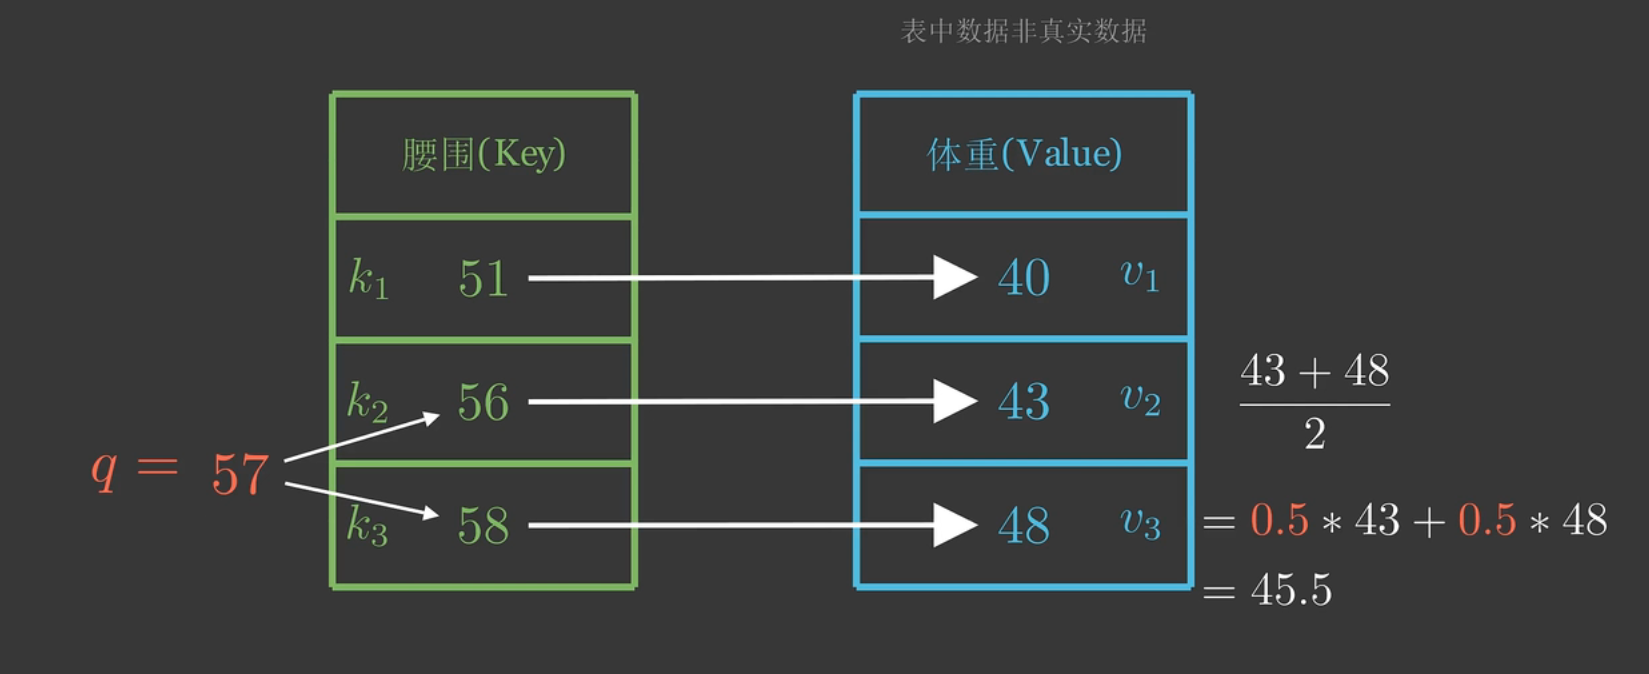 表中数据非真实数据
腰围(Key) 体重(Value)
k₁ 51 40 v₁
k₂ 56 43 v₂
43 + 48
2
q = 57
k₃ 58 48 v₃
= 0.5 * 43 + 0.5 * 48
= 45.5